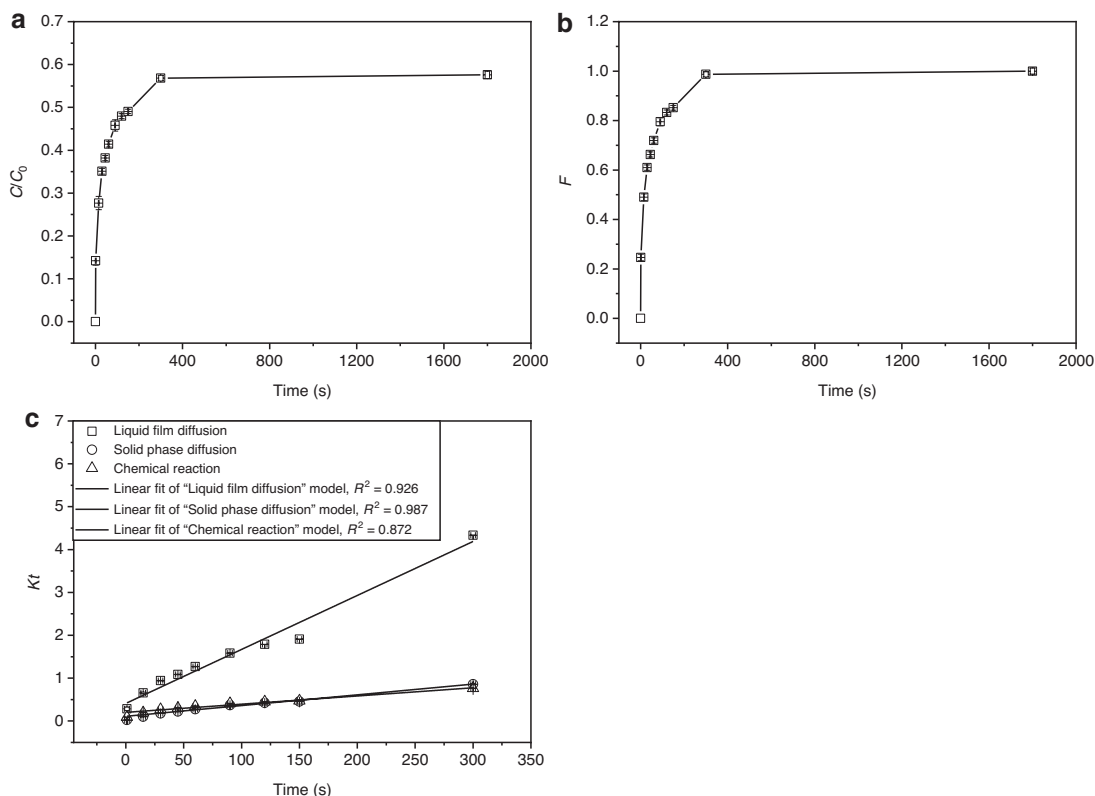 a
0.7
0.6
0.5
0.4
0.3
0.2
0.1
0.0
C/C0
0 400 800 1200 1600 2000
Time (s)
b
1.2
1.0
0.8
0.6
0.4
0.2
0.0
F
0 400 800 1200 1600 2000
Time (s)
c
7
6
5
4
3
2
1
0
Kt
Liquid film diffusion
Solid phase diffusion
Chemical reaction
Linear fit of “Liquid film diffusion” model, R² = 0.926
Linear fit of “Solid phase diffusion” model, R² = 0.987
Linear fit of “Chemical reaction” model, R² = 0.872
0 50 100 150 200 250 300 350
Time (s)